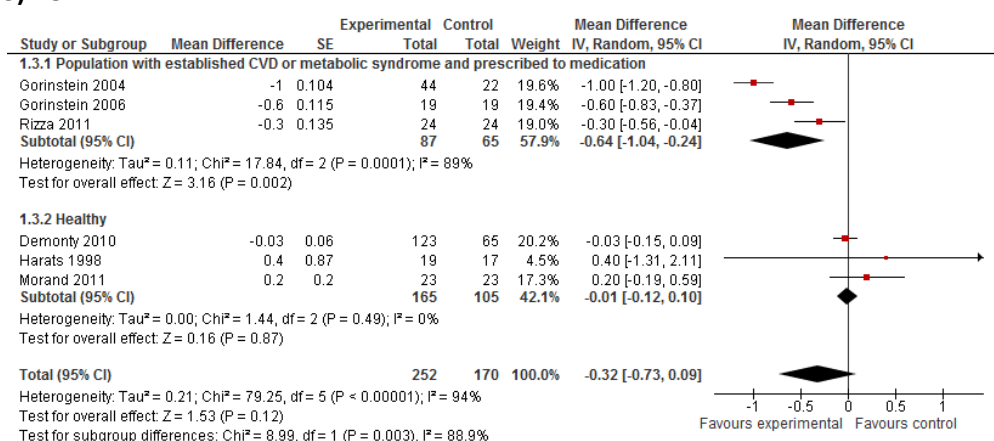 Experimental Control Mean Difference Mean Difference
Study or Subgroup Mean Difference SE Total Total Weight IV, Random, 95% CI IV, Random, 95% CI
1.3.1 Population with established CVD or metabolic syndrome and prescribed to medication
Gorinstein 2004 -1 0.104 44 22 19.6% -1.00 [-1.20, -0.80]
Gorinstein 2006 -0.6 0.115 19 19 19.4% -0.60 [-0.83, -0.37]
Rizza 2011 -0.3 0.135 24 24 19.0% -0.30 [-0.56, -0.04]
Subtotal (95% CI) 87 65 57.9% -0.64 [-1.04, -0.24]
Heterogeneity: Tau² = 0.11; Chi² = 17.84, df = 2 (P = 0.0001); I² = 89%
Test for overall effect: Z = 3.16 (P = 0.002)
1.3.2 Healthy
Demonty 2010 -0.03 0.06 123 65 20.2% -0.03 [-0.15, 0.09]
Harats 1998 0.4 0.87 19 17 4.5% 0.40 [-1.31, 2.11]
Morand 2011 0.2 0.2 23 23 17.3% 0.20 [-0.19, 0.59]
Subtotal (95% CI) 165 105 42.1% -0.01 [-0.12, 0.10]
Heterogeneity: Tau² = 0.00; Chi² = 1.44, df = 2 (P = 0.49); I² = 0%
Test for overall effect: Z = 0.16 (P = 0.87)
Total (95% CI) 252 170 100.0% -0.32 [-0.73, 0.09]
Heterogeneity: Tau² = 0.21; Chi² = 79.25, df = 5 (P < 0.00001); I² = 94%
Test for overall effect: Z = 1.53 (P = 0.12)
Test for subgroup differences: Chi² = 8.99, df = 1 (P = 0.003), I² = 88.9%
-1 -0.5 0 0.5 1
Favours experimental Favours control